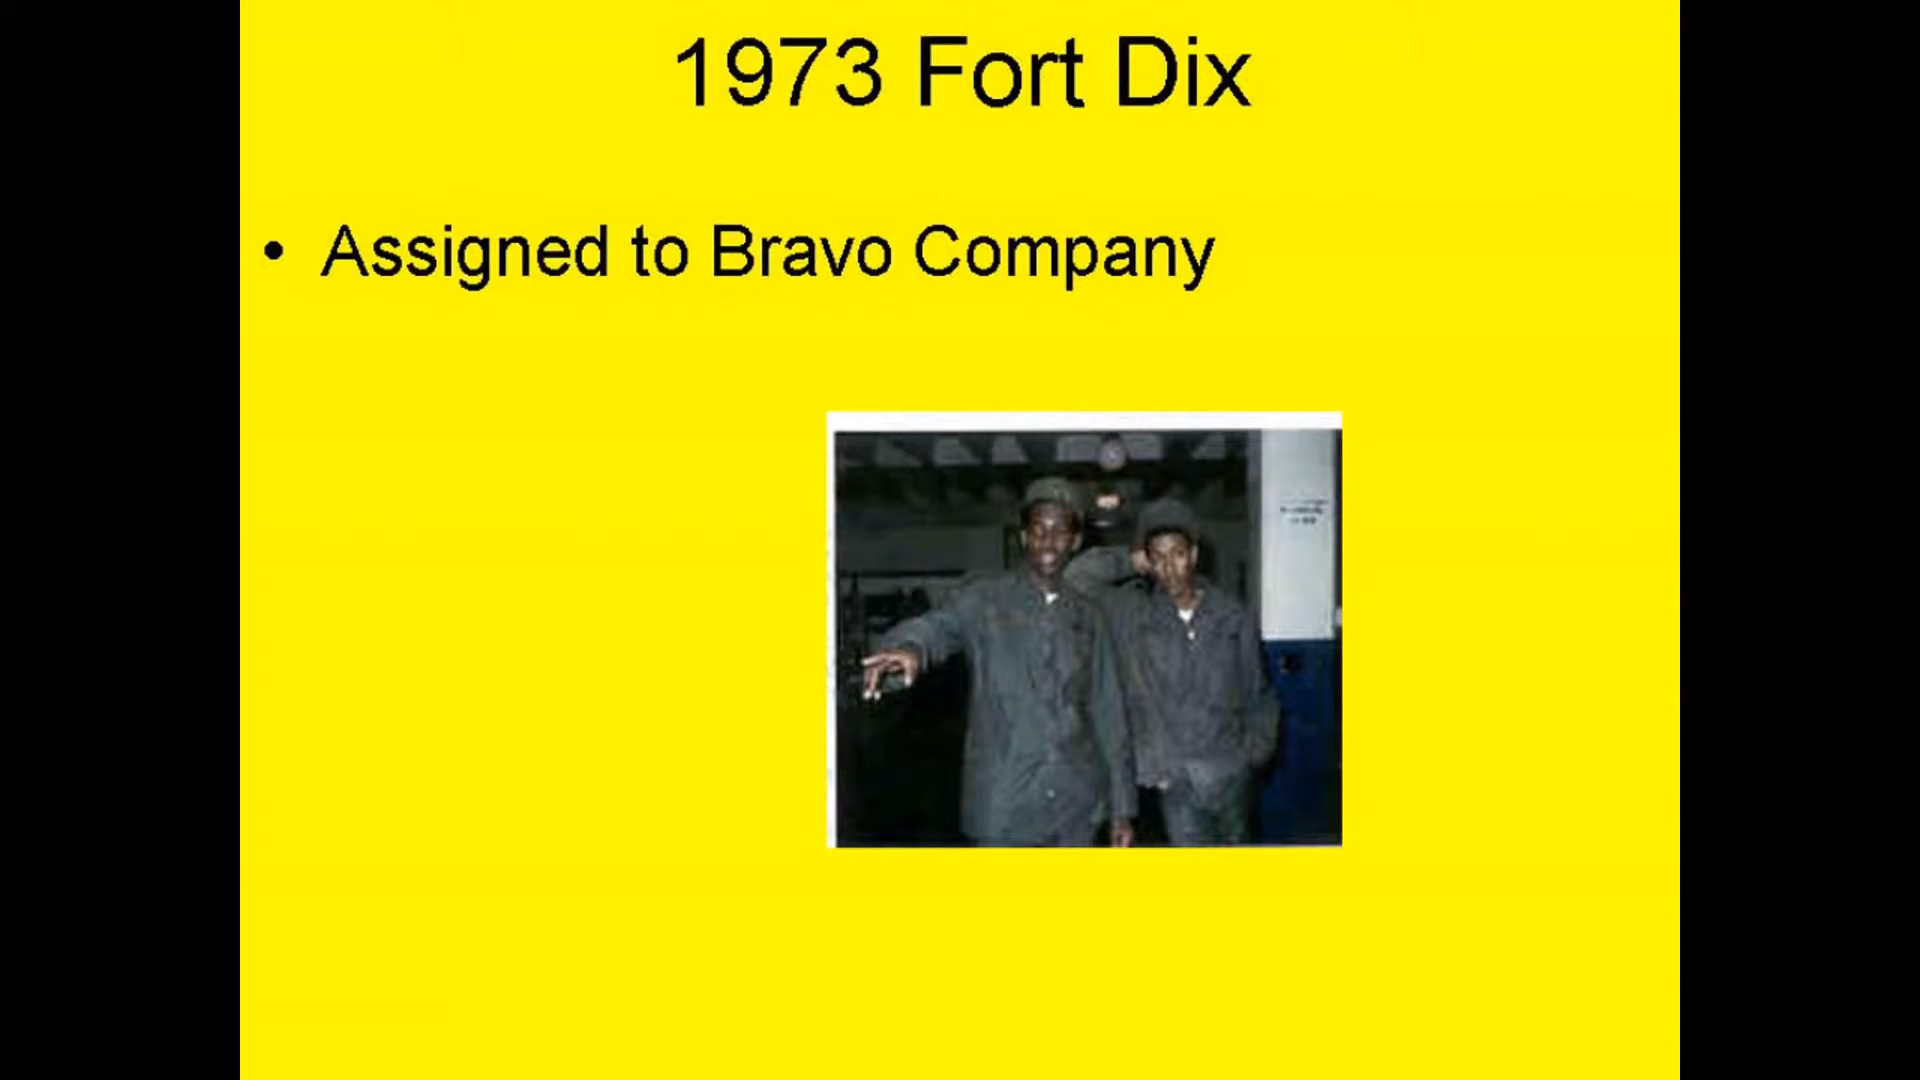 1973 Fort Dix
• Assigned to Bravo Company